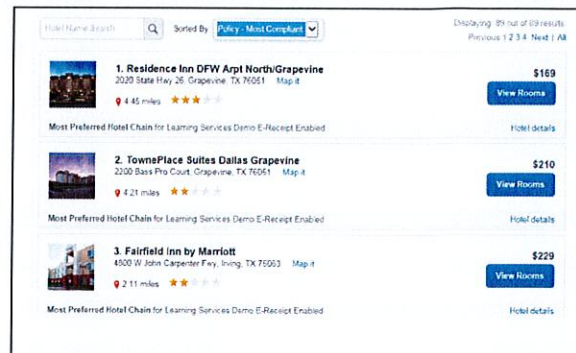 Hotel Name Search
Sorted By Policy - Most Compliant
Displaying: 89 out of 89 results
Previous 1 2 3 4 Next | All
1. Residence Inn DFW Arpt North/Grapevine
2020 State Hwy 26, Grapevine, TX 76051 Map it
4.45 miles
$169
View Rooms
Most Preferred Hotel Chain for Learning Services Demo E-Receipt Enabled
Hotel details
2. TownePlace Suites Dallas Grapevine
2200 Bass Pro Court, Grapevine, TX 76051 Map it
4.21 miles
$210
View Rooms
Most Preferred Hotel Chain for Learning Services Demo E-Receipt Enabled
Hotel details
3. Fairfield Inn by Marriott
4800 W John Carpenter Fwy, Irving, TX 75063 Map it
2.11 miles
$229
View Rooms
Most Preferred Hotel Chain for Learning Services Demo E-Receipt Enabled
Hotel details